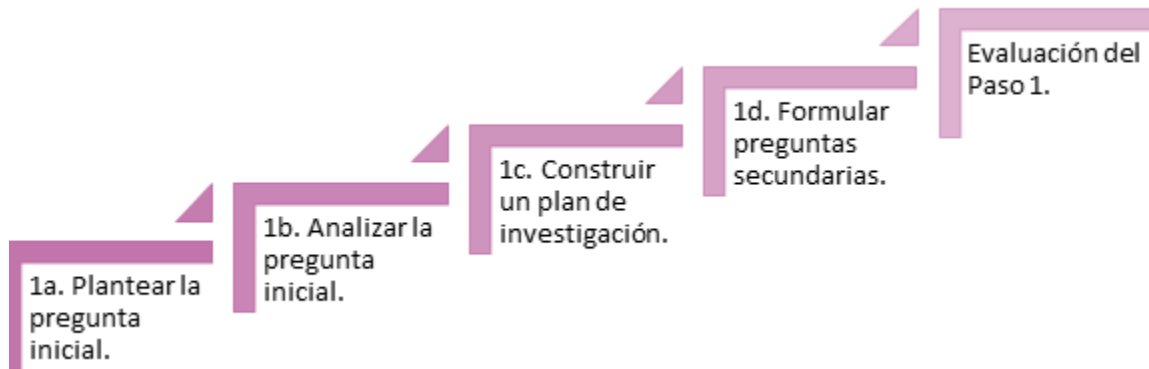 1a. Plantear la
pregunta
inicial.
1b. Analizar la
pregunta
inicial.
1c. Construir
un plan de
investigación.
1d. Formular
preguntas
secundarias.
Evaluación del
Paso 1.